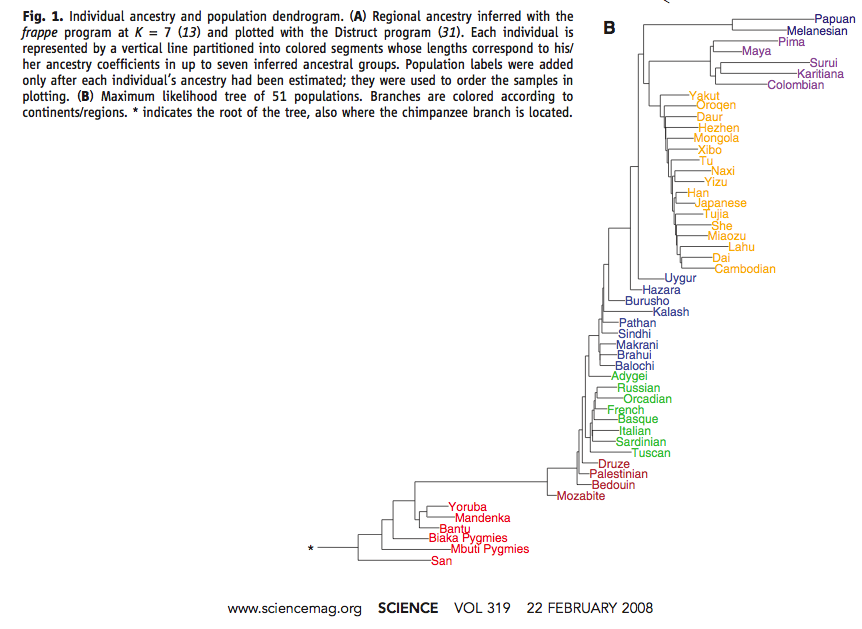 Fig. 1. Individual ancestry and population dendrogram. (A) Regional ancestry inferred with the
frappe program at K = 7 (13) and plotted with the Distruct program (31). Each individual is
represented by a vertical line partitioned into colored segments whose lengths correspond to his/
her ancestry coefficients in up to seven inferred ancestral groups. Population labels were added
only after each individual's ancestry had been estimated; they were used to order the samples in
plotting. (B) Maximum likelihood tree of 51 populations. Branches are colored according to
continents/regions. * indicates the root of the tree, also where the chimpanzee branch is located.
B
Papuan
Melanesian
Pima
Maya
Surui
Karitiana
Colombian
Yakut
Oroqen
Daur
Hezhen
Mongola
Xibo
Tu
Naxi
Yizu
Han
Japanese
Tujia
She
Miaozu
Lahu
Dai
Cambodian
Uygur
Hazara
Burusho
Kalash
Pathan
Sindhi
Makrani
Brahui
Balochi
Adygei
Russian
Orcadian
French
Basque
Italian
Sardinian
Tuscan
Druze
Palestinian
Bedouin
Mozabite
Yoruba
Mandenka
Bantu
Biaka Pygmies
Mbuti Pygmies
*
San
www.sciencemag.org SCIENCE VOL 319 22 FEBRUARY 2008